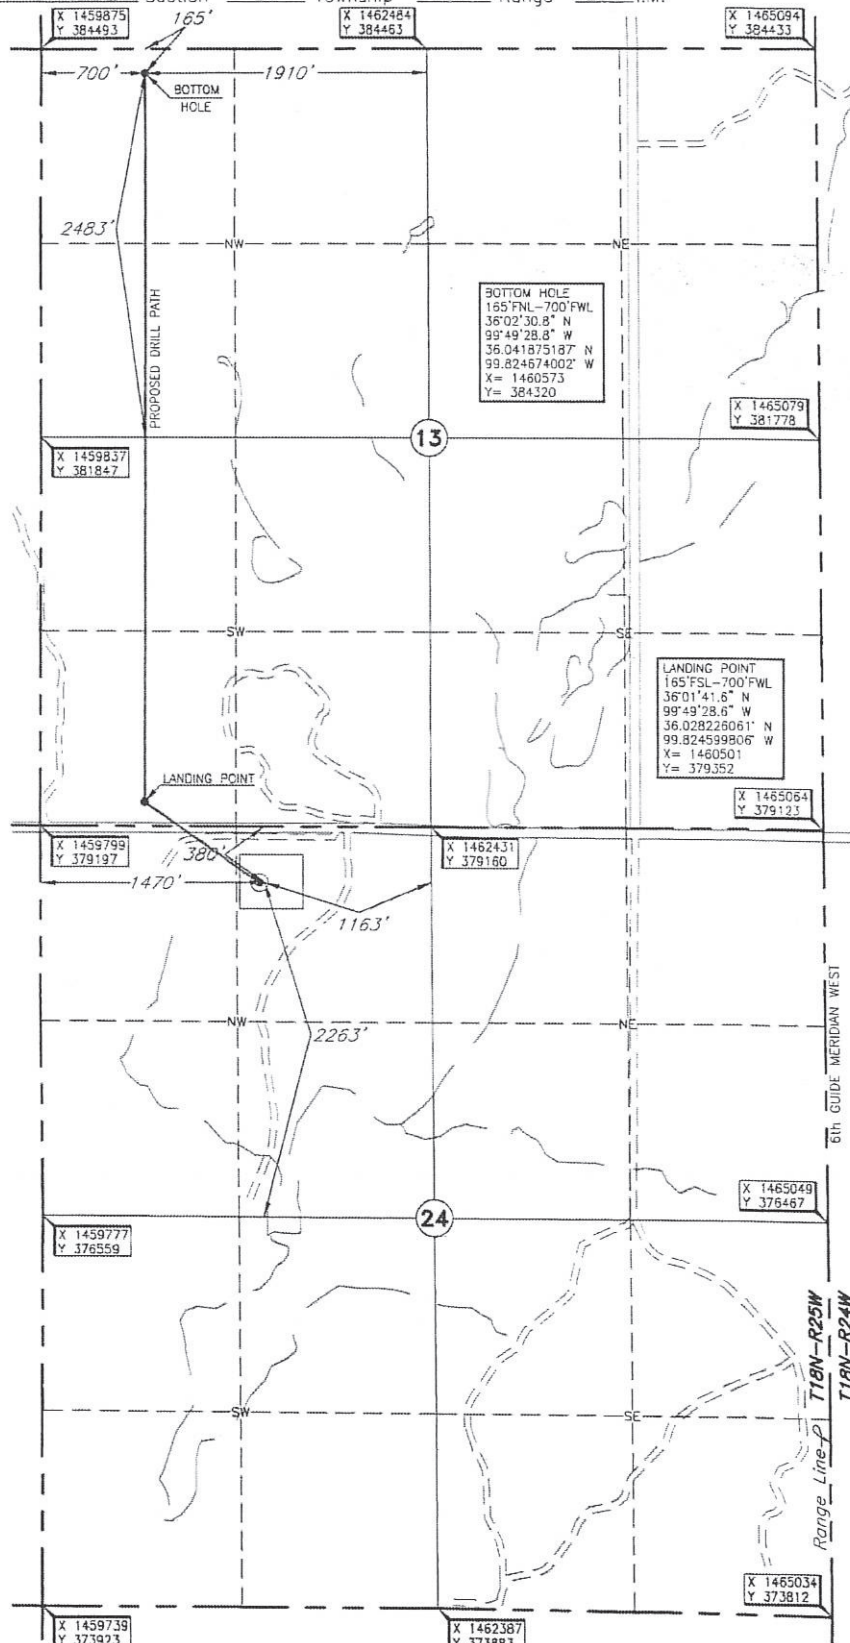 Section Township Range I.M.
X 1459875
Y 384493
165'
X 1462484
Y 384463
X 1465094
Y 384433
700'
1910'
BOTTOM
HOLE
2483'
NW
NE
PROPOSED DRILL PATH
BOTTOM HOLE
165'FNL-700'FWL
36°02'30.8" N
99°49'28.8" W
36.041875187° N
99.824674002° W
X= 1460573
Y= 384320
X 1465079
Y 381778
13
X 1459837
Y 381847
SW
SE
LANDING POINT
165'FSL-700'FWL
36°01'41.6" N
99°49'28.6" W
36.028226061° N
99.824599806° W
X= 1460501
Y= 379352
LANDING POINT
X 1465064
Y 379123
X 1459799
Y 379197
380'
X 1462431
Y 379160
1470'
1163'
6th GUIDE MERIDIAN WEST
NW
NE
2263'
X 1465049
Y 376467
24
X 1459777
Y 376559
T18N-R25W
T18N-R24W
SW
SE
Range Line
X 1465034
Y 373812
X 1459739
Y 373923
X 1462387
Y 373883